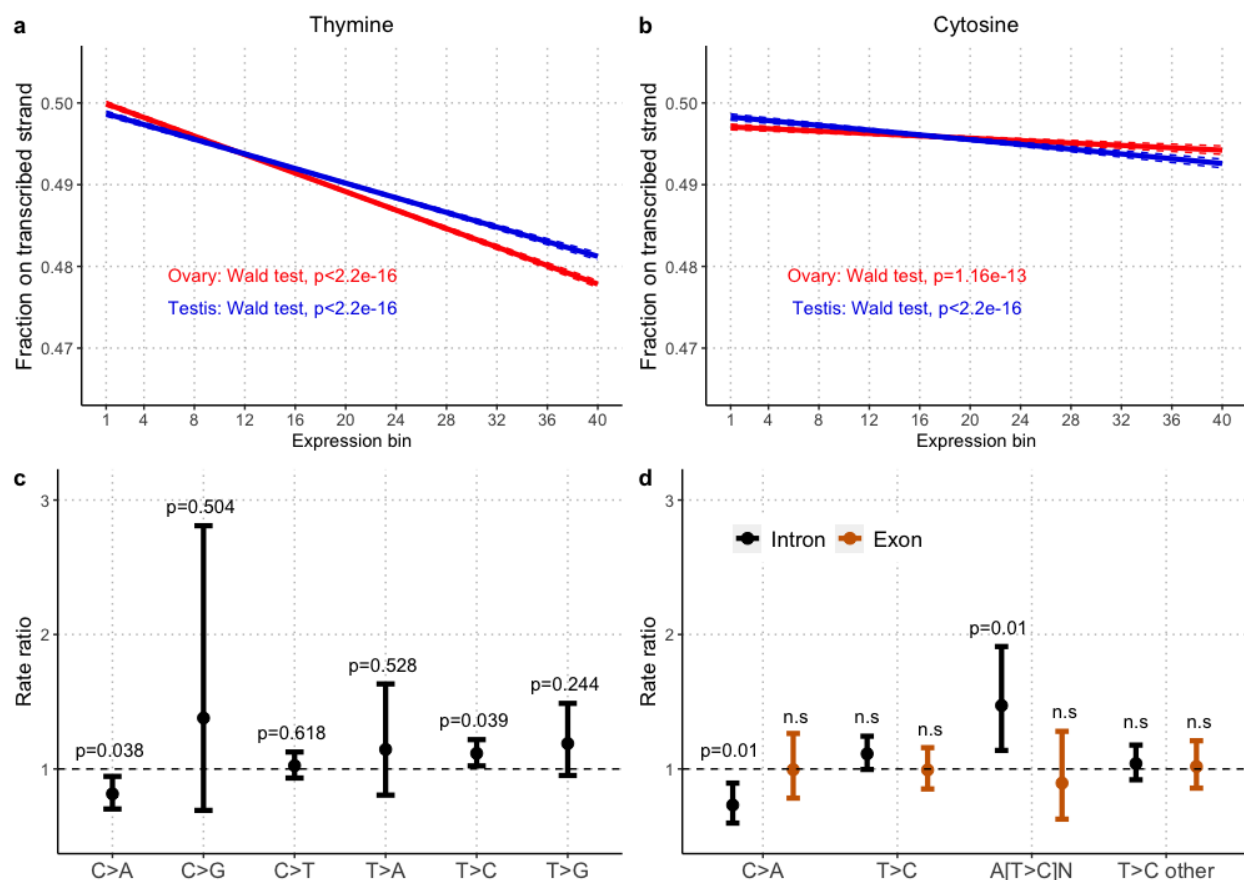 a
Thymine
Fraction on transcribed strand
0.50
0.49
0.48
0.47
Ovary: Wald test, p<2.2e-16
Testis: Wald test, p<2.2e-16
1 4 8 12 16 20 24 28 32 36 40
Expression bin
b
Cytosine
Fraction on transcribed strand
0.50
0.49
0.48
0.47
Ovary: Wald test, p=1.16e-13
Testis: Wald test, p<2.2e-16
1 4 8 12 16 20 24 28 32 36 40
Expression bin
c
Rate ratio
3
2
1
p=0.038
p=0.504
p=0.618
p=0.528
p=0.039
p=0.244
C>A C>G C>T T>A T>C T>G
d
Rate ratio
3
2
1
Intron Exon
p=0.01
n.s
n.s
n.s
p=0.01
n.s
n.s
n.s
C>A T>C A[T>C]N T>C other